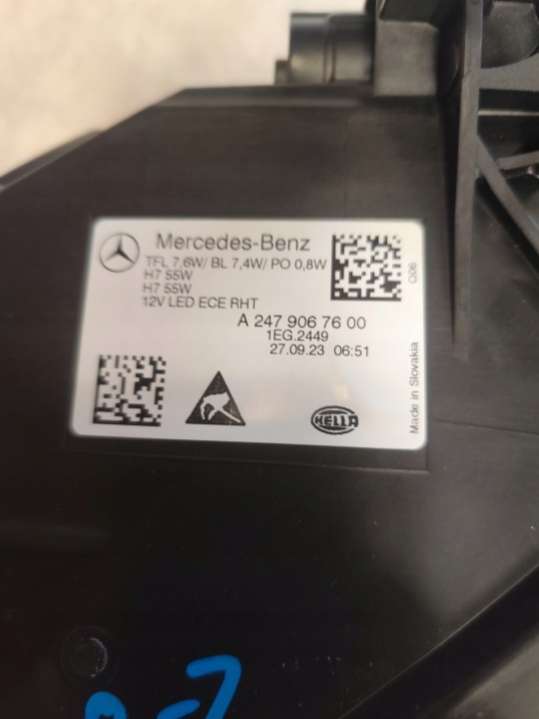 Mercedes-Benz
TFL 7,6W/ BL 7,4W/ PO 0,8W
H7 55W
H7 55W
12V LED ECE RHT
A 247 906 76 00
1EG.2449
27.09.23 06:51
HELLA
Made in Slovakia